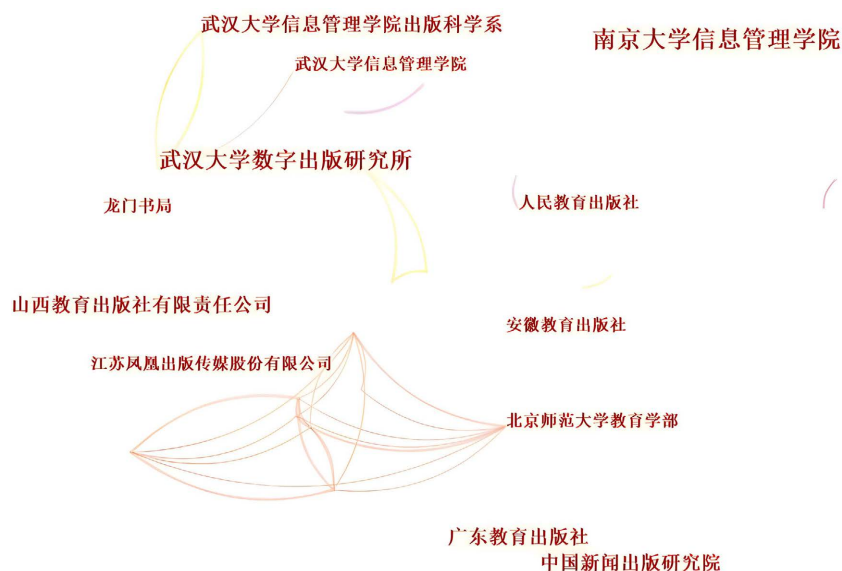 武汉大学信息管理学院出版科学系
南京大学信息管理学院
武汉大学信息管理学院
武汉大学数字出版研究所
龙门书局
人民教育出版社
山西教育出版社有限责任公司
安徽教育出版社
江苏凤凰出版传媒股份有限公司
北京师范大学教育学部
广东教育出版社
中国新闻出版研究院